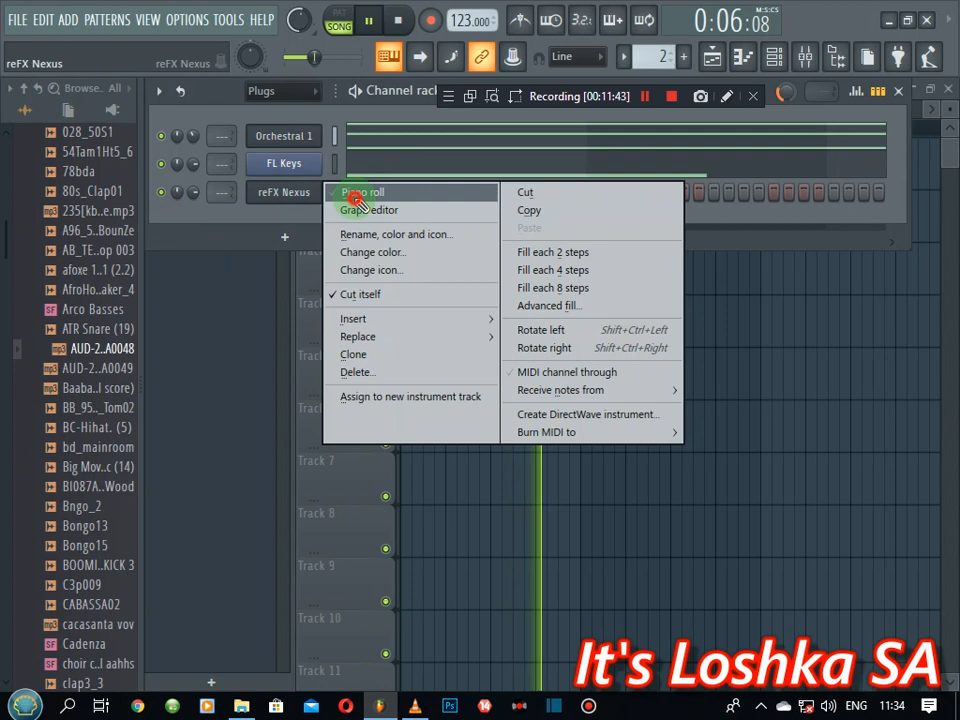 FILE EDIT ADD PATTERNS VIEW OPTIONS TOOLS HELP
PAT
SONG
123.000
3.2
0:06:08
M:S:CS
reFX Nexus
reFX Nexus
Line
2
Browse.. All
Plugs
Channel rack
Recording [00:11:43]
028_50S1
54Tam1Ht5_6
78bda
80s_Clap01
235[kb..e.mp3
A96_5..BounZe
AB_TE..ROP_6
afoxe 1..1 (2.2)
AfroHo..aker_4
Arco Basses
ATR Snare (19)
AUD-2..A0048
AUD-2..A0049
Baaba..l score)
BB_95.._Tom02
BC-Hihat. (4)
bd_mainroom
Big Mov..c (14)
BI087A..Wood
Bngo_2
Bongo13
Bongo15
BOOMI..K 3
C3p009
CABASSA02
cacasanta vov
Cadenza
choir c..l aahhs
clap3_3
Orchestral 1
FL Keys
reFX Nexus
Piano roll
Graph editor
Rename, color and icon...
Change color...
Change icon...
Cut itself
Insert
Replace
Clone
Delete...
Assign to new instrument track
Cut
Copy
Paste
Fill each 2 steps
Fill each 4 steps
Fill each 8 steps
Advanced fill...
Rotate left Shift+Ctrl+Left
Rotate right Shift+Ctrl+Right
MIDI channel through
Receive notes from
Create DirectWave instrument...
Burn MIDI to
Track 7
Track 8
Track 9
Track 10
Track 11
It's Loshka SA
ENG 11:34